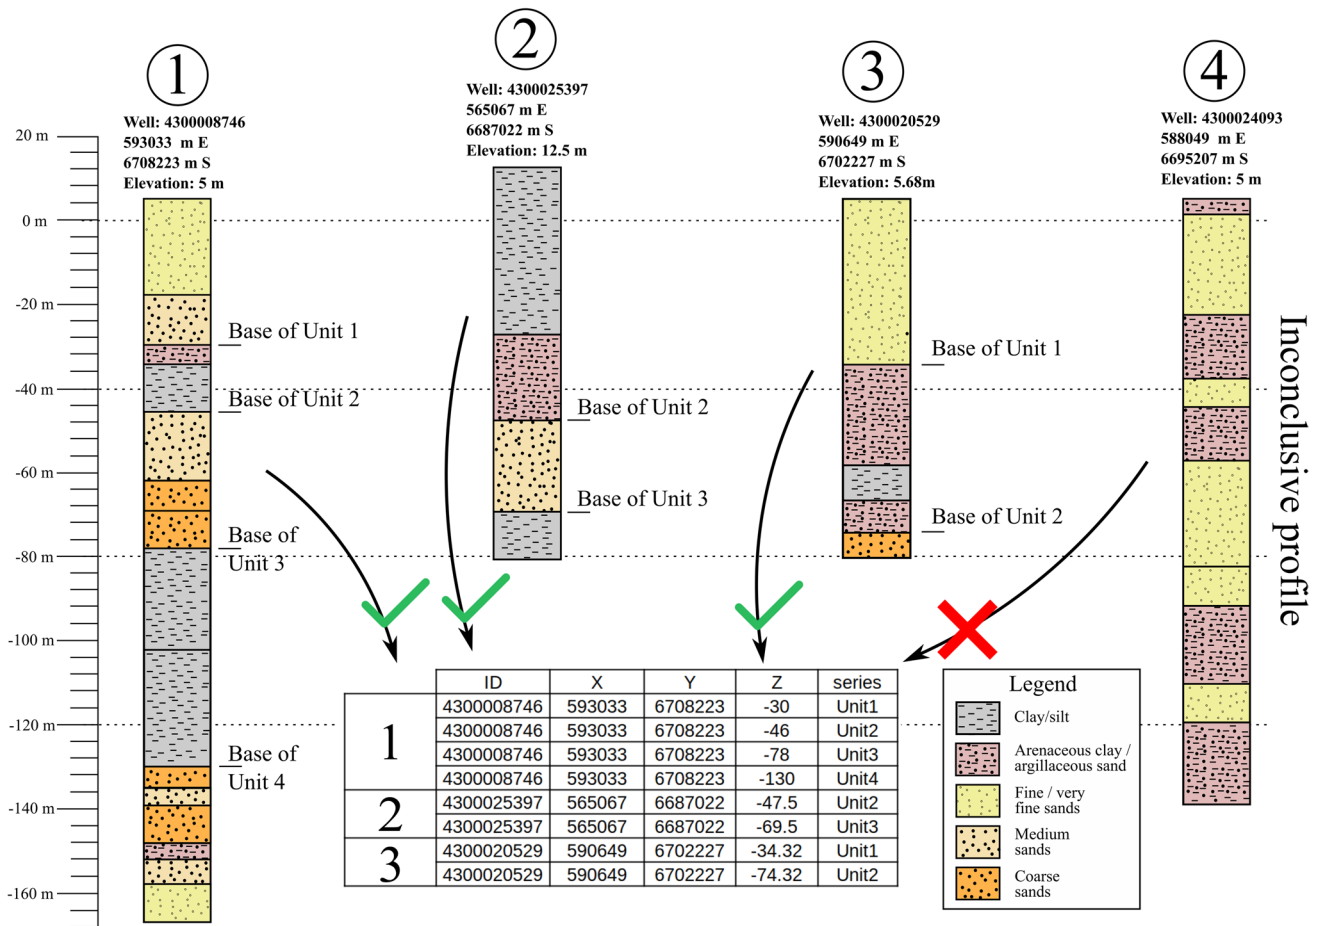 1
Well: 4300008746
593033 m E
6708223 m S
Elevation: 5 m
2
Well: 4300025397
565067 m E
6687022 m S
Elevation: 12.5 m
3
Well: 4300020529
590649 m E
6702227 m S
Elevation: 5.68m
4
Well: 4300024093
588049 m E
6695207 m S
Elevation: 5 m
20 m
0 m
-20 m
-40 m
-60 m
-80 m
-100 m
-120 m
-140 m
-160 m
Base of Unit 1
Base of Unit 2
Base of
Unit 3
Base of
Unit 4
Base of Unit 2
Base of Unit 3
Base of Unit 1
Base of Unit 2
Inconclusive profile
ID X Y Z series
1
4300008746 593033 6708223 -30 Unit1
4300008746 593033 6708223 -46 Unit2
4300008746 593033 6708223 -78 Unit3
4300008746 593033 6708223 -130 Unit4
2
4300025397 565067 6687022 -47.5 Unit2
4300025397 565067 6687022 -69.5 Unit3
3
4300020529 590649 6702227 -34.32 Unit1
4300020529 590649 6702227 -74.32 Unit2
Legend
Clay/silt
Arenaceous clay /
argillaceous sand
Fine / very
fine sands
Medium
sands
Coarse
sands